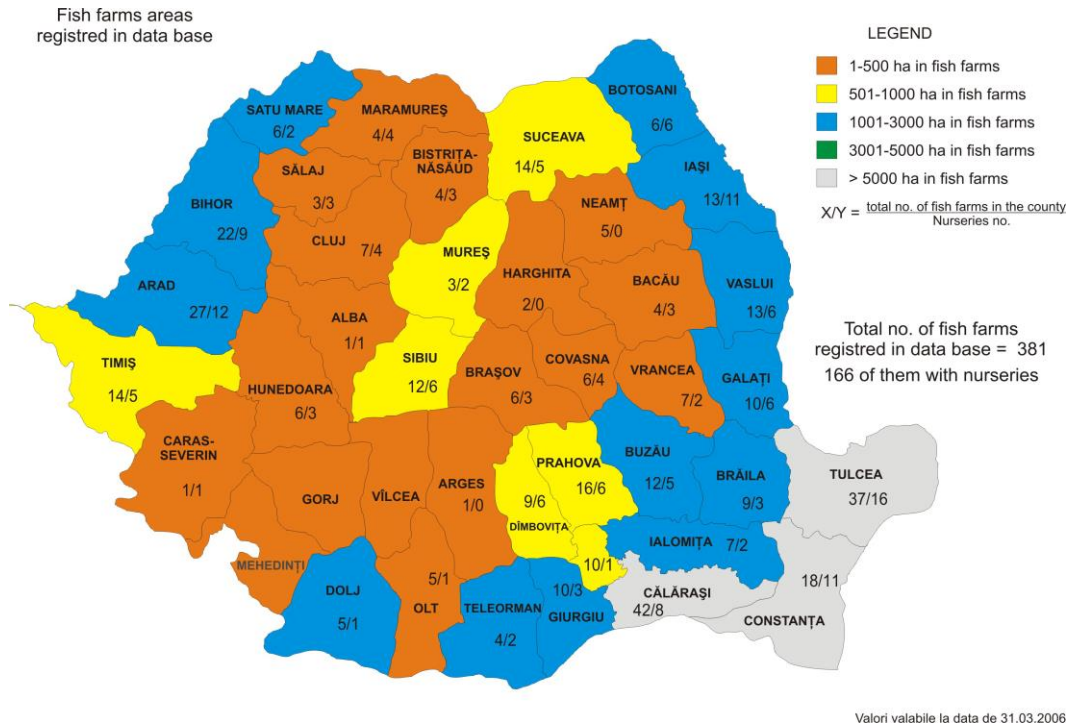 Fish farms areas
registred in data base
LEGEND
1-500 ha in fish farms
501-1000 ha in fish farms
1001-3000 ha in fish farms
3001-5000 ha in fish farms
> 5000 ha in fish farms
X/Y = total no. of fish farms in the county
Nurseries no.
Total no. of fish farms
registred in data base = 381
166 of them with nurseries
SATU MARE
6/2
MARAMUREŞ
4/4
BISTRIŢA-
NĂSĂUD
4/3
SUCEAVA
14/5
BOTOSANI
6/6
IAŞI
13/11
SĂLAJ
3/3
BIHOR
22/9
CLUJ
7/4
MUREŞ
3/2
HARGHITA
2/0
NEAMŢ
5/0
BACĂU
4/3
VASLUI
13/6
ARAD
27/12
ALBA
1/1
SIBIU
12/6
BRAŞOV
6/3
COVASNA
6/4
VRANCEA
7/2
GALAŢI
10/6
TIMIŞ
14/5
HUNEDOARA
6/3
CARAS-
SEVERIN
1/1
GORJ
VÎLCEA
ARGES
1/0
9/6
DÎMBOVIŢA
PRAHOVA
16/6
BUZĂU
12/5
BRĂILA
9/3
TULCEA
37/16
MEHEDINŢI
DOLJ
5/1
5/1
OLT
TELEORMAN
4/2
10/3
GIURGIU
10/1
IALOMIŢA 7/2
CĂLĂRAŞI
42/8
18/11
CONSTANŢA
Valori valabile la data de 31.03.2006